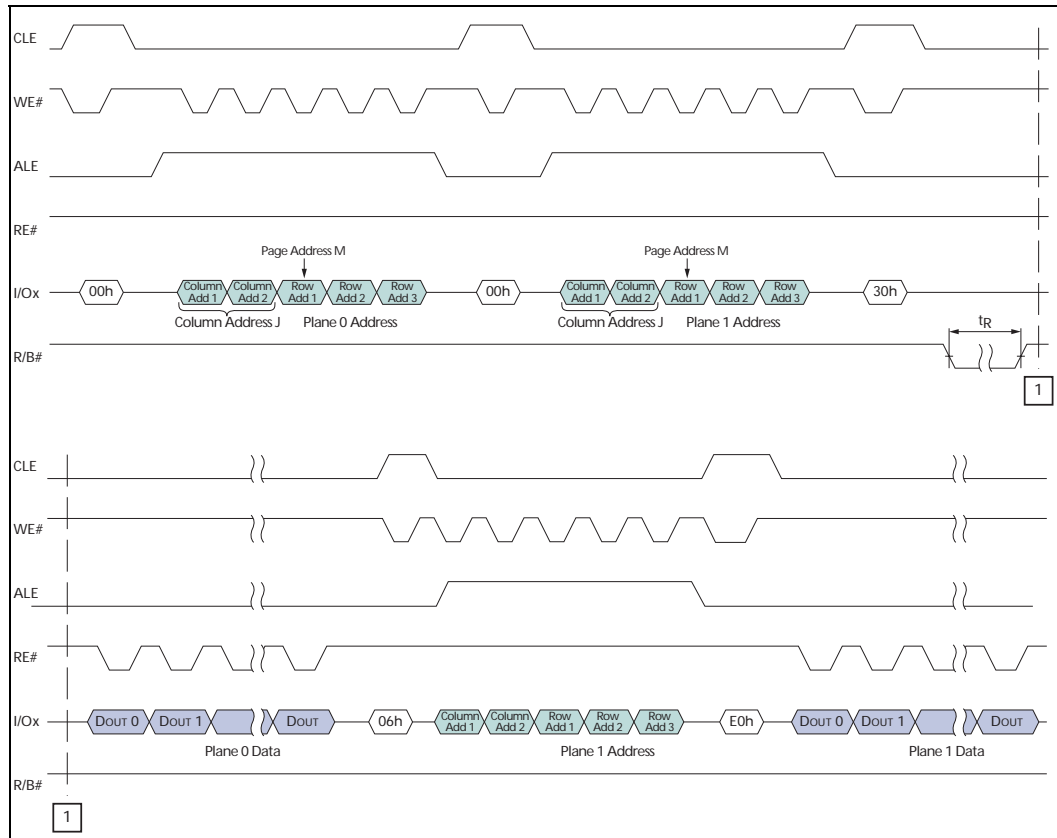 CLE
WE#
ALE
RE#
Page Address M
Page Address M
I/Ox
00h
Column Add 1
Column Add 2
Row Add 1
Row Add 2
Row Add 3
00h
Column Add 1
Column Add 2
Row Add 1
Row Add 2
Row Add 3
30h
Column Address J
Plane 0 Address
Column Address J
Plane 1 Address
tR
R/B#
1
CLE
WE#
ALE
RE#
I/Ox
DOUT 0
DOUT 1
DOUT
06h
Column Add 1
Column Add 2
Row Add 1
Row Add 2
Row Add 3
E0h
DOUT 0
DOUT 1
DOUT
Plane 0 Data
Plane 1 Address
Plane 1 Data
R/B#
1